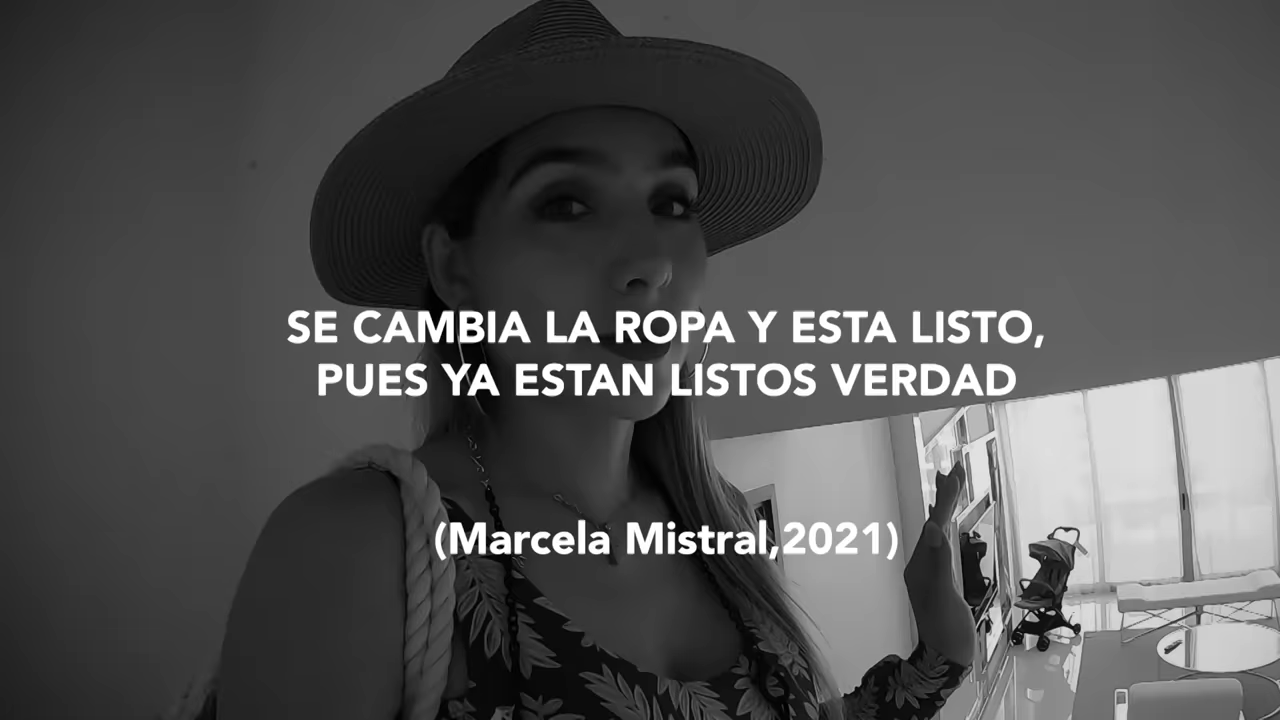 SE CAMBIA LA ROPA Y ESTA LISTO,
PUES YA ESTAN LISTOS VERDAD
(Marcela Mistral,2021)